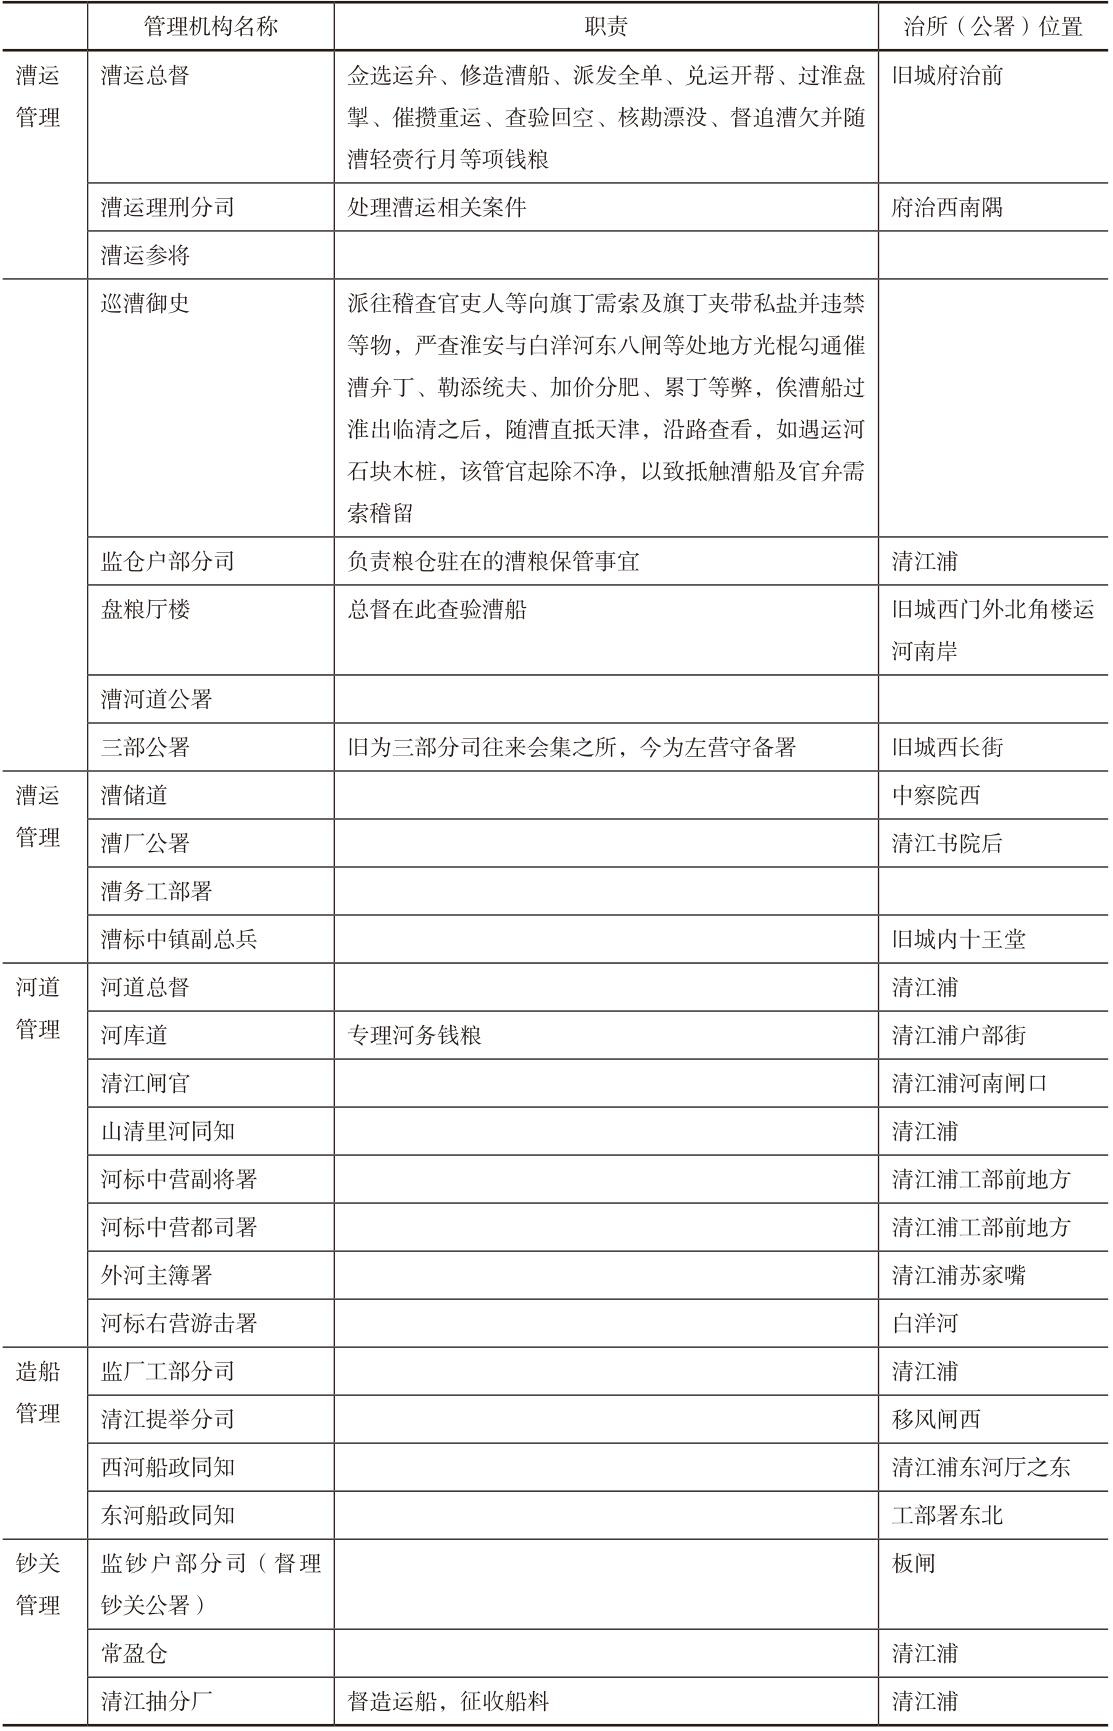 管理机构名称 职责 治所（公署）位置
漕运 漕运总督 佥选运弁、修造漕船、派发全单、兑运开帮、过淮盘 旧城府治前
管理 掣、催攒重运、查验回空、核勘漂没、督追漕欠并随
漕轻赍行月等项钱粮
漕运理刑分司 处理漕运相关案件 府治西南隅
漕运参将
巡漕御史 派往稽查官吏人等向旗丁需索及旗丁夹带私盐并违禁
等物，严查淮安与白洋河东八闸等处地方光棍勾通催
漕弁丁、勒添统夫、加价分肥、累丁等弊，俟漕船过
淮出临清之后，随漕直抵天津，沿路查看，如遇运河
石块木桩，该管官起除不净，以致抵触漕船及官弁需
索稽留
监仓户部分司 负责粮仓驻在的漕粮保管事宜 清江浦
盘粮厅楼 总督在此查验漕船 旧城西门外北角楼运
河南岸
漕河道公署
三部公署 旧为三部分司往来会集之所，今为左营守备署 旧城西长街
漕运 漕储道 中察院西
管理 漕厂公署 清江书院后
漕务工部署
漕标中镇副总兵 旧城内十王堂
河道 河道总督 清江浦
管理 河库道 专理河务钱粮 清江浦户部街
清江闸官 清江浦河南闸口
山清里河同知 清江浦
河标中营副将署 清江浦工部前地方
河标中营都司署 清江浦工部前地方
外河主簿署 清江浦苏家嘴
河标右营游击署 白洋河
造船 监厂工部分司 清江浦
管理 清江提举分司 移风闸西
西河船政同知 清江浦东河厅之东
东河船政同知 工部署东北
钞关 监钞户部分司（督理 板闸
管理 钞关公署）
常盈仓 清江浦
清江抽分厂 督造运船，征收船料 清江浦